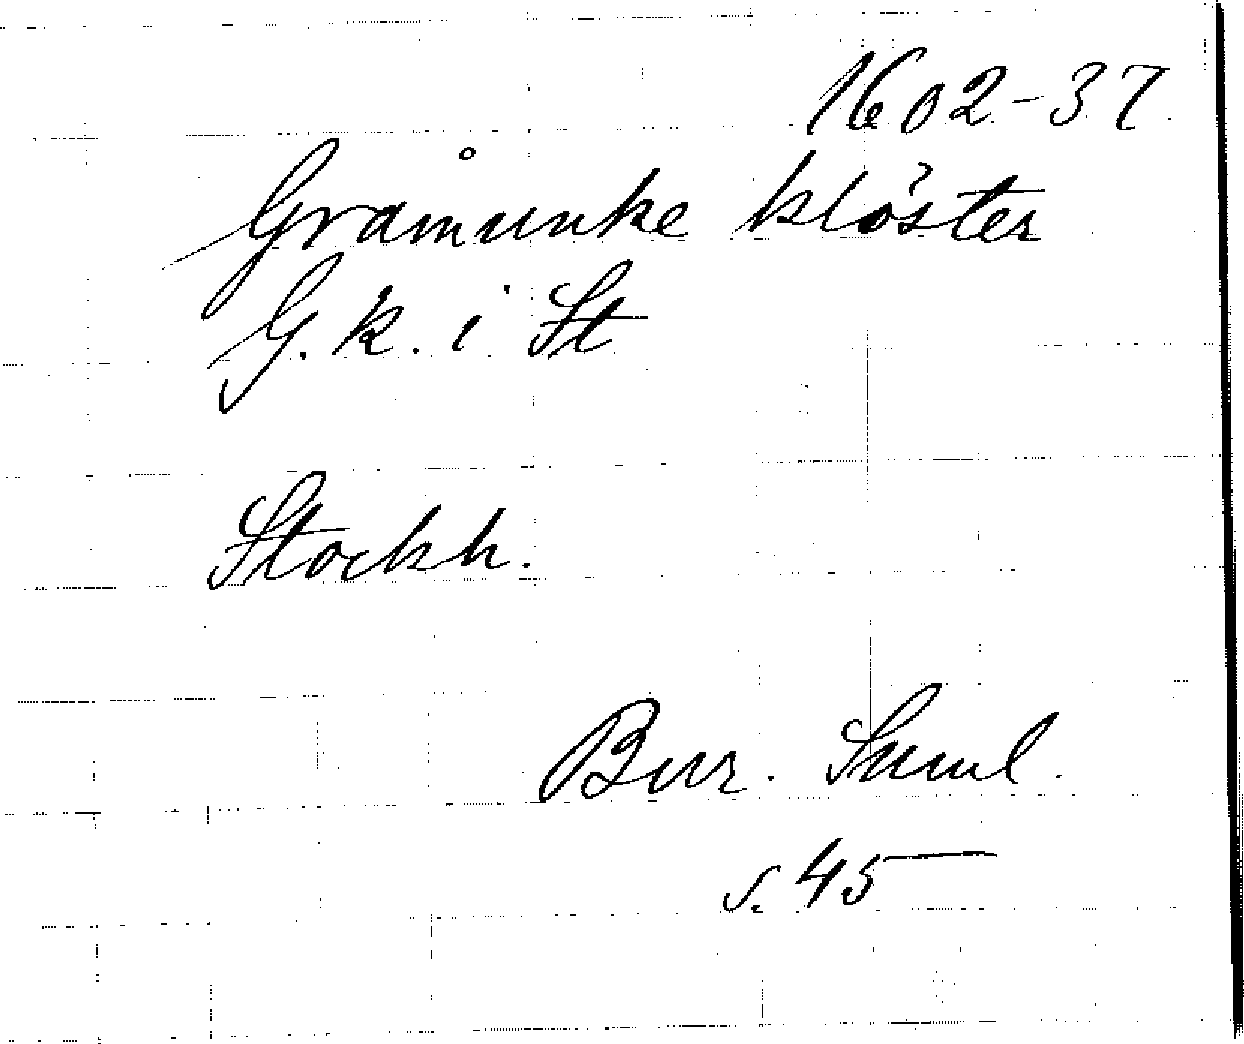 1602-37
Gråmunke klöster
G. k. i St
Stockh.
Bur. Saml.
s. 45